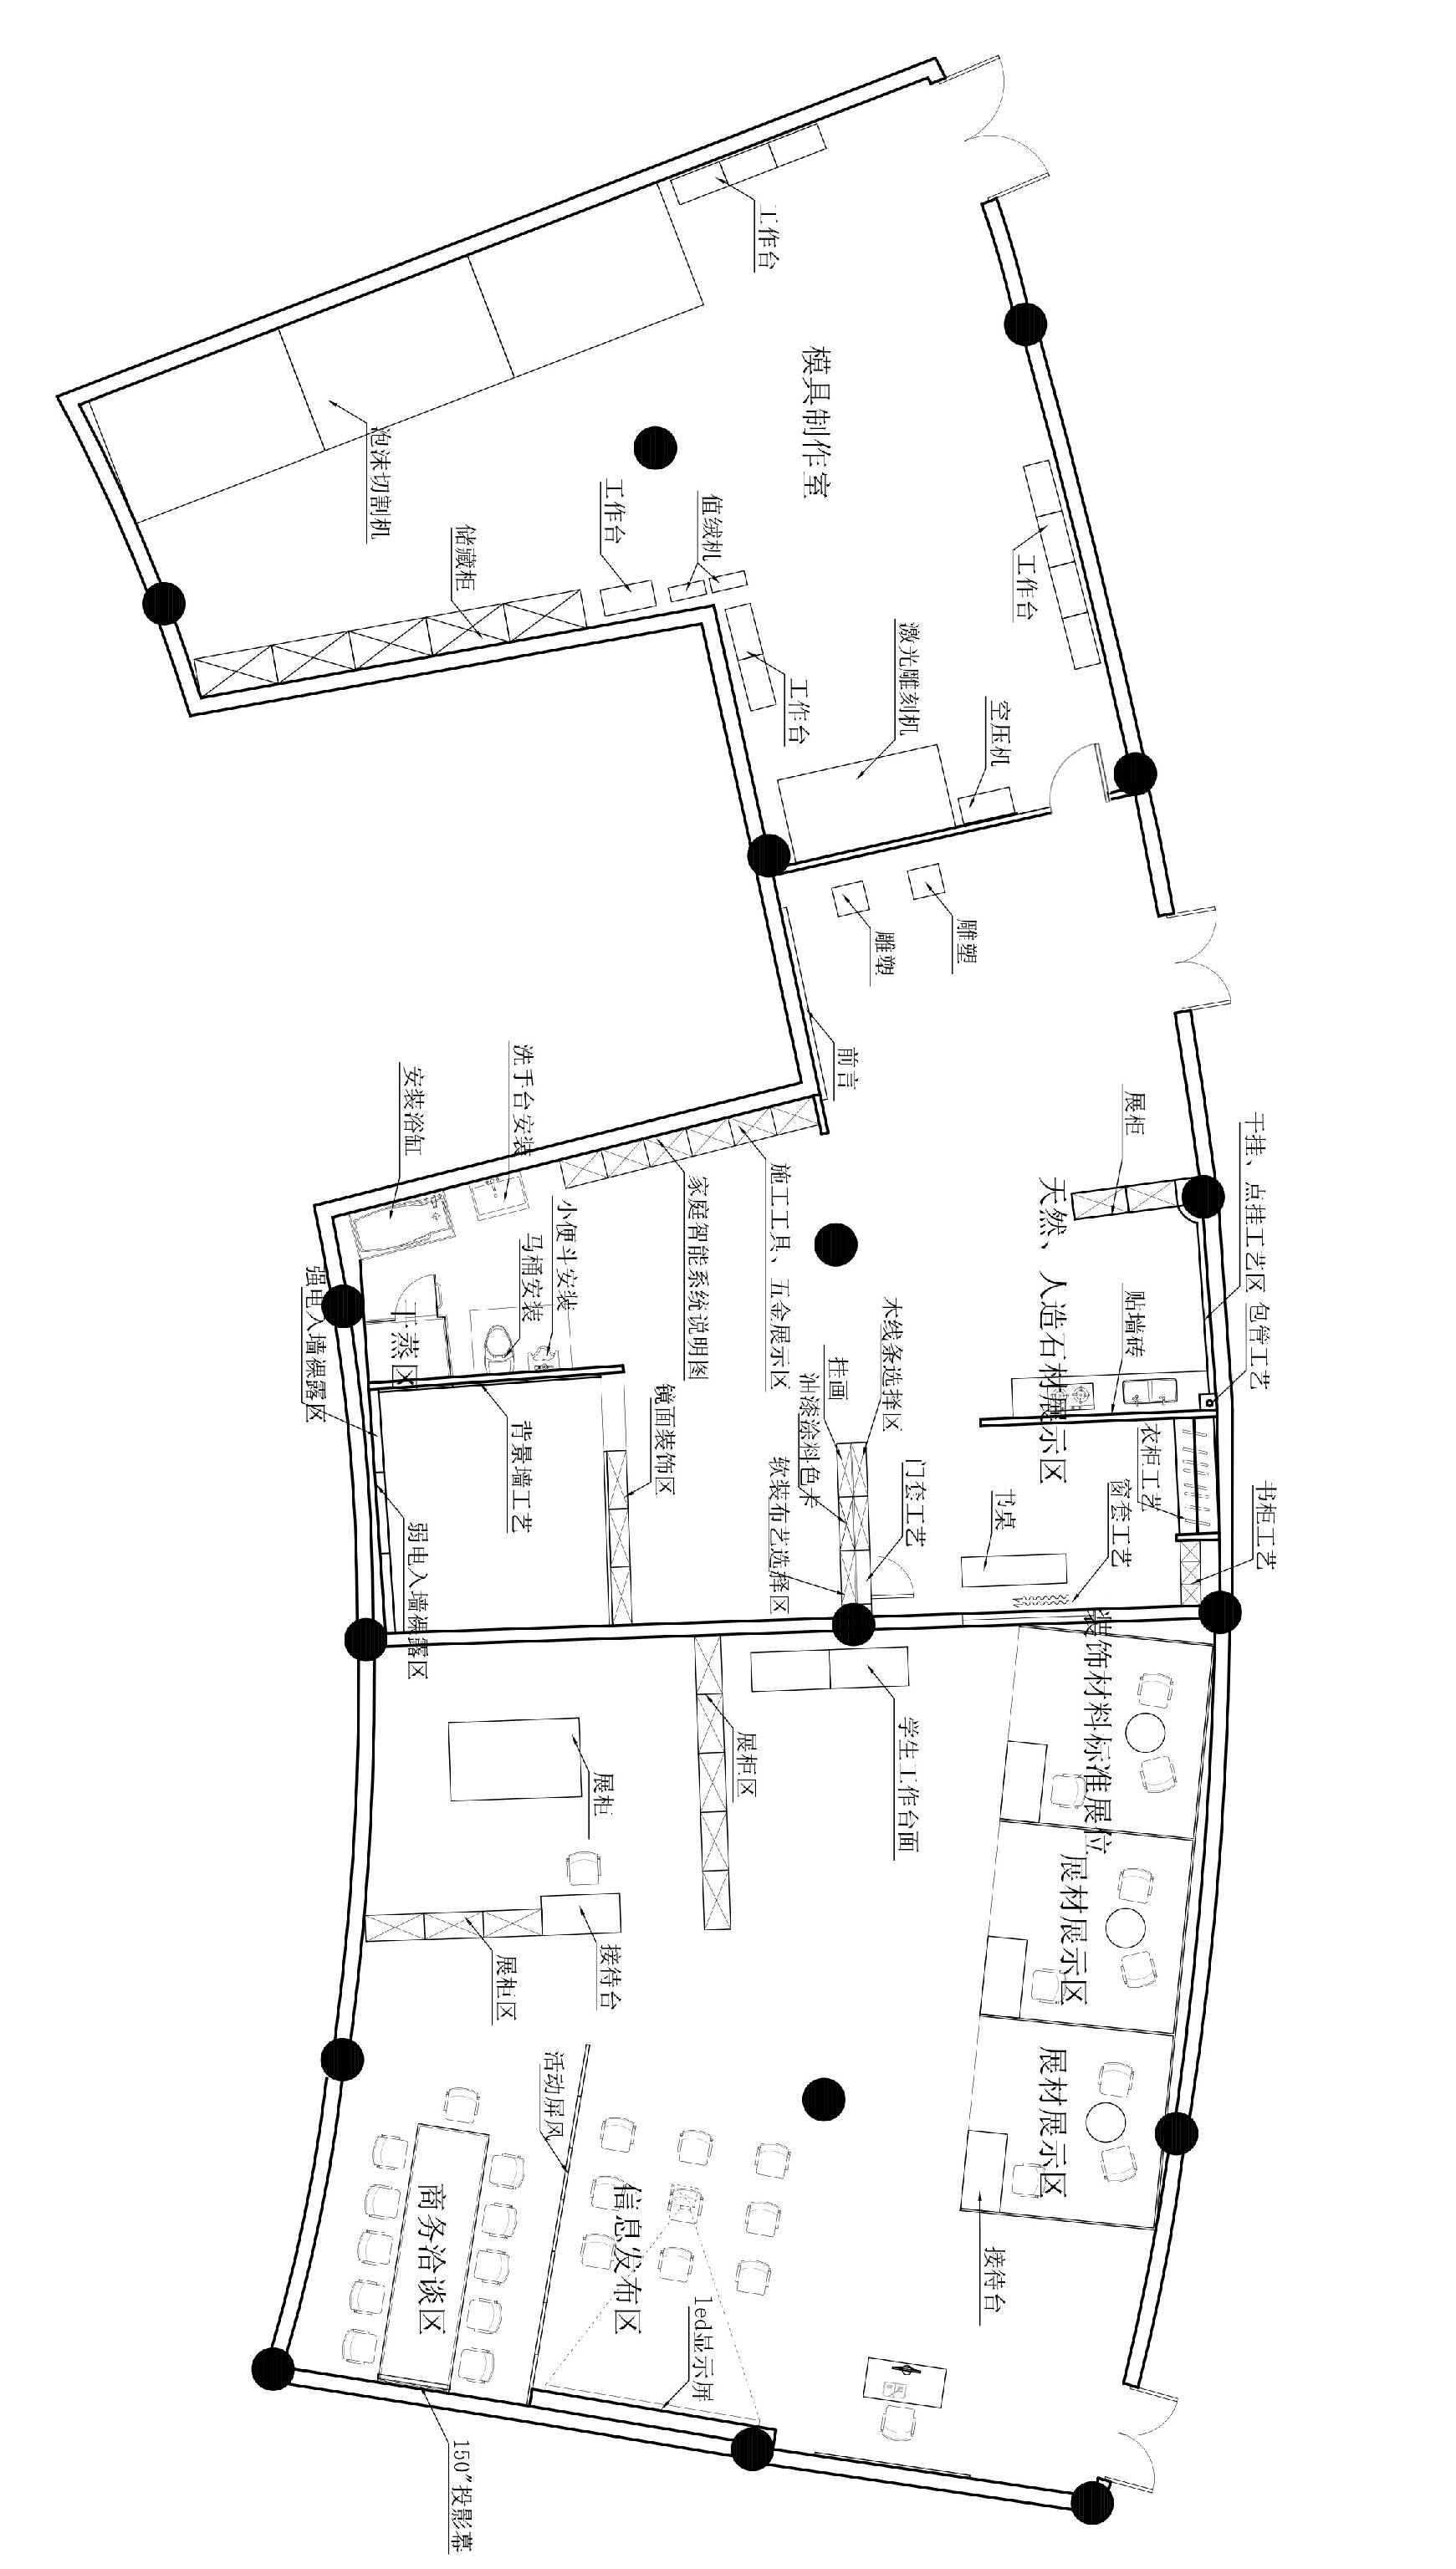 工作台
模具制作室
泡沫切割机
储藏柜
工作台
值绒机
工作台
工作台
激光雕刻机
空压机
雕塑
雕塑
前言
洗手台安装
安装浴缸
展柜
干挂、点挂工艺区
天然、人造石材展示区
施工工具、五金展示区
家庭智能系统说明图
小便斗安装
马桶安装
强电入墙裸露区
干蒸区
贴墙砖
包管工艺
木线条选择区
挂画
油漆涂料色卡
软装布艺选择区
镜面装饰区
背景墙工艺
弱电入墙裸露区
门套工艺
书桌
衣柜工艺
窗套工艺
书柜工艺
装饰材料标准展位
学生工作台面
展柜区
展柜
展材展示区
接待台
展柜区
展材展示区
活动屏风
信息发布区
商务洽谈区
接待台
led显示屏
150"投影幕